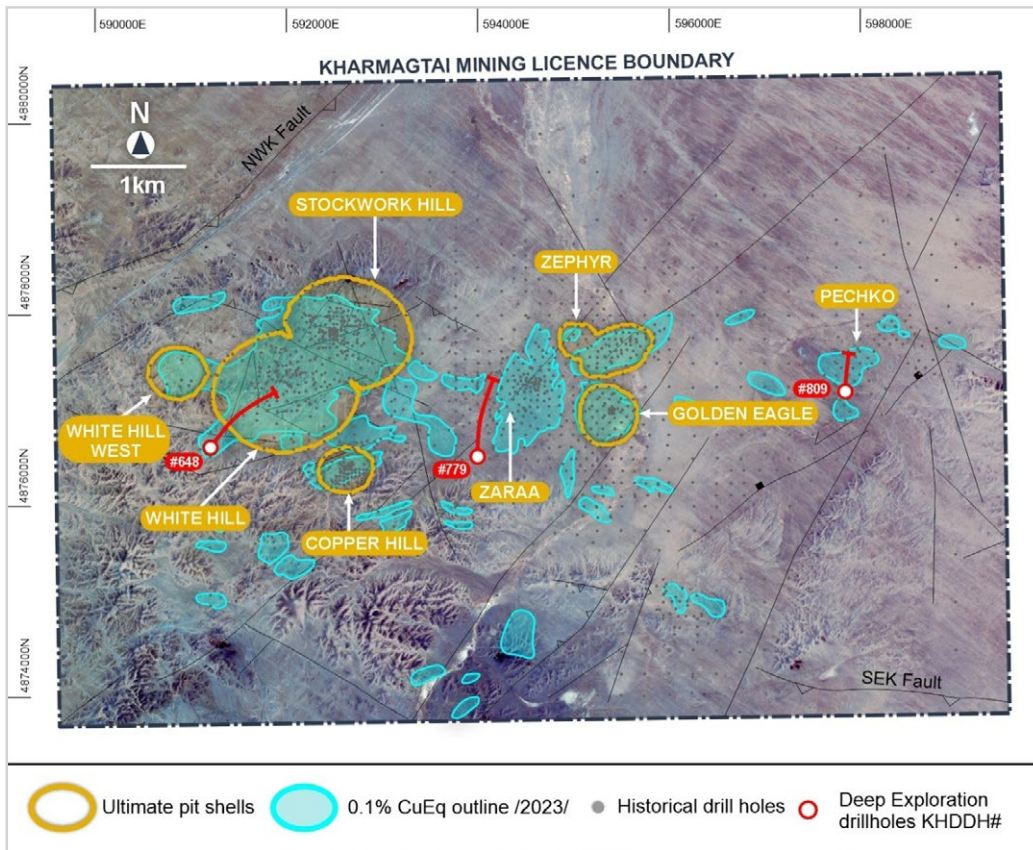 590000E
592000E
594000E
596000E
598000E
KHARMAGTAI MINING LICENCE BOUNDARY
4880000N
N
1km
NWK Fault
STOCKWORK HILL
ZEPHYR
4878000N
PECHKO
#809
WHITE HILL
WEST
GOLDEN EAGLE
#648
#779
4876000N
ZARAA
WHITE HILL
COPPER HILL
4874000N
SEK Fault
Ultimate pit shells
0.1% CuEq outline /2023/
Historical drill holes
Deep Exploration
drillholes KHDDH#